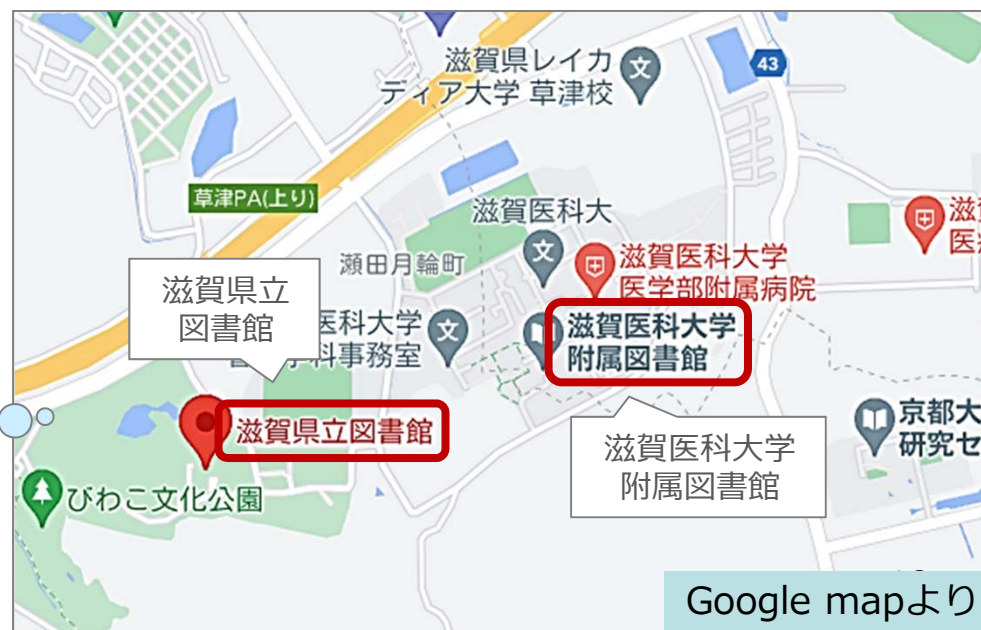 滋賀県レイカ
ディア大学 草津校
43
草津PA(上り)
滋賀医科大
瀬田月輪町
滋賀医科大学
医学部附属病院
滋賀県立
図書館
医科大学
科事務室
滋賀医科大学
附属図書館
滋賀県立図書館
滋賀医科大学
附属図書館
京都大
研究セ
びわこ文化公園
Google mapより